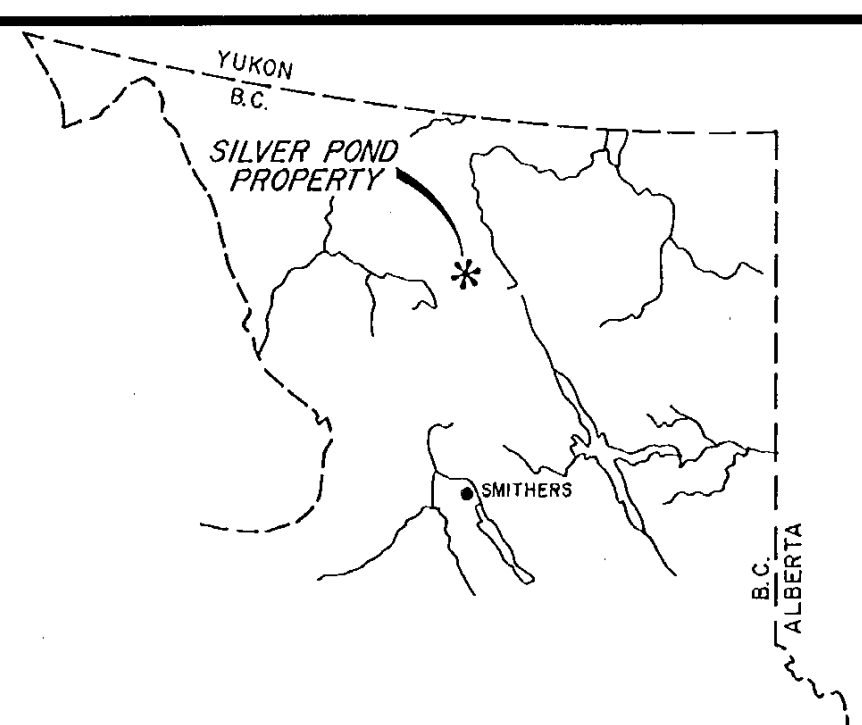 YUKON
B.C.
SILVER POND
PROPERTY
SMITHERS
B.C.
ALBERTA